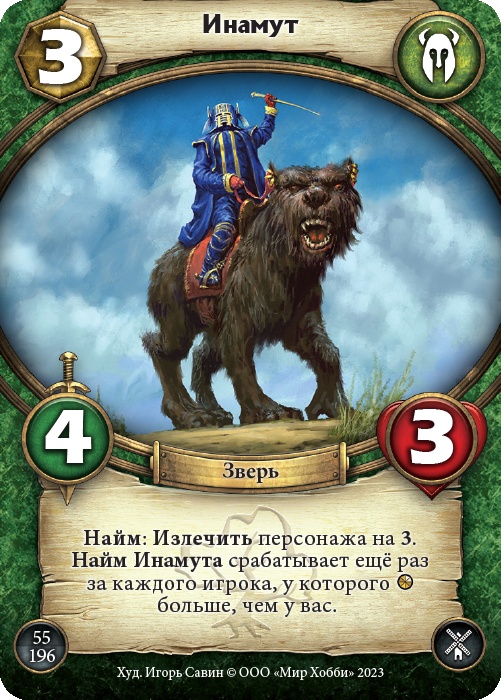 Инамут
3
4
3
Зверь
Найм: Излечить персонажа на 3.
Найм Инамута срабатывает ещё раз
за каждого игрока, у которого
больше, чем у вас.
55
196
Худ. Игорь Савин © ООО «Мир Хобби» 2023